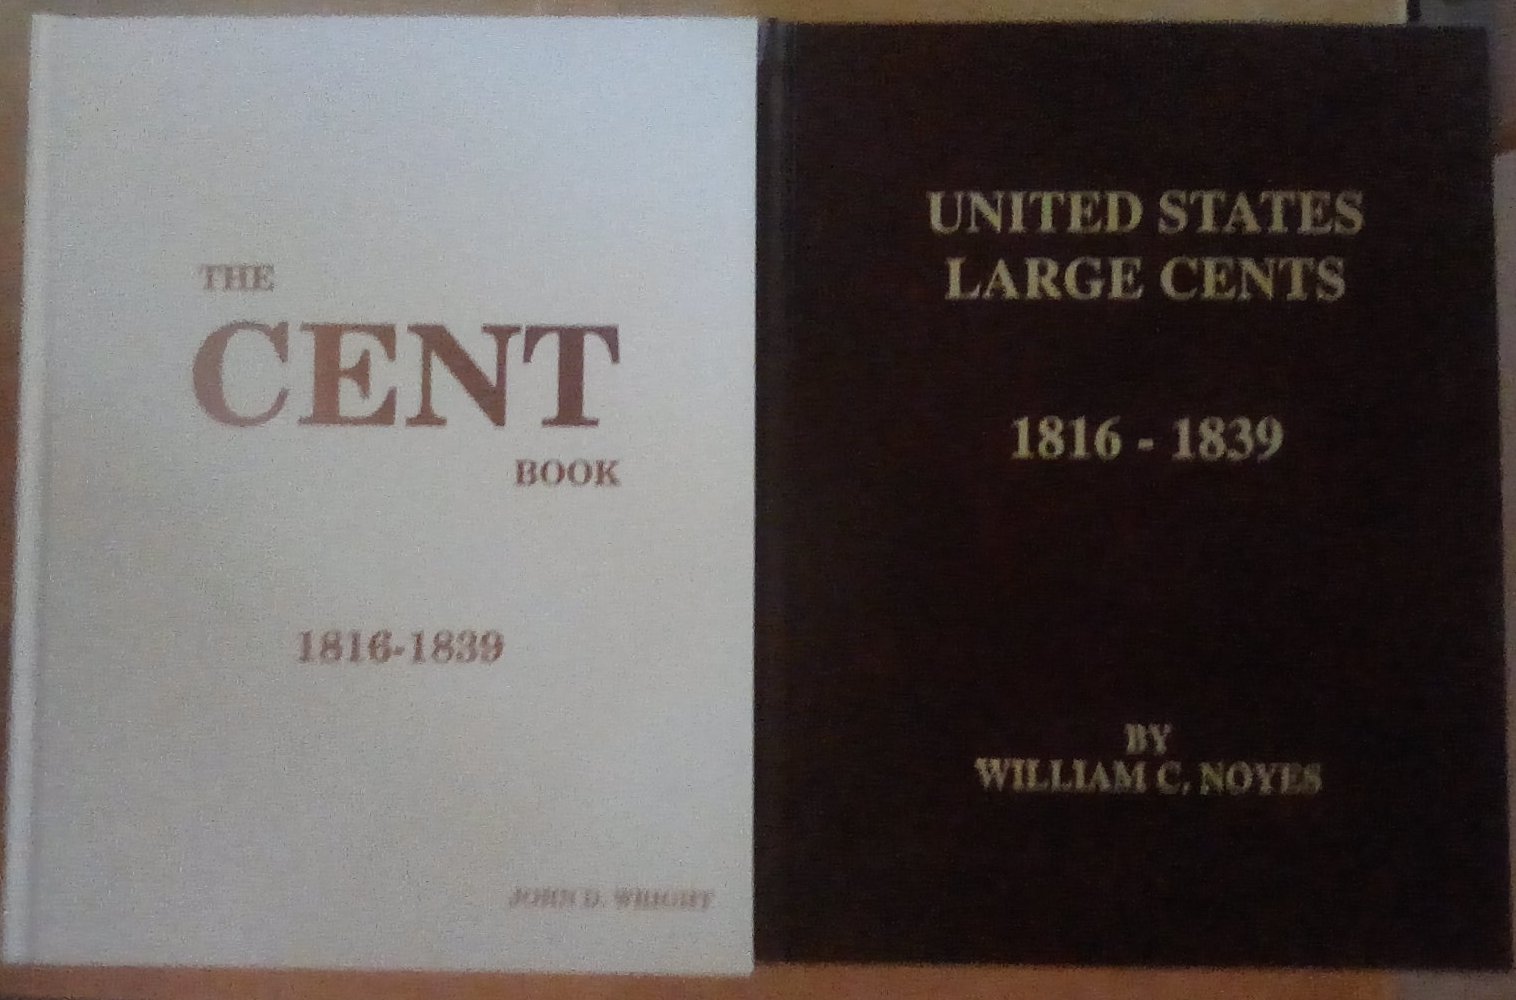 THE
CENT
BOOK
1816-1839
JOHN D. WRIGHT
UNITED STATES
LARGE CENTS
1816 - 1839
BY
WILLIAM C. NOYES